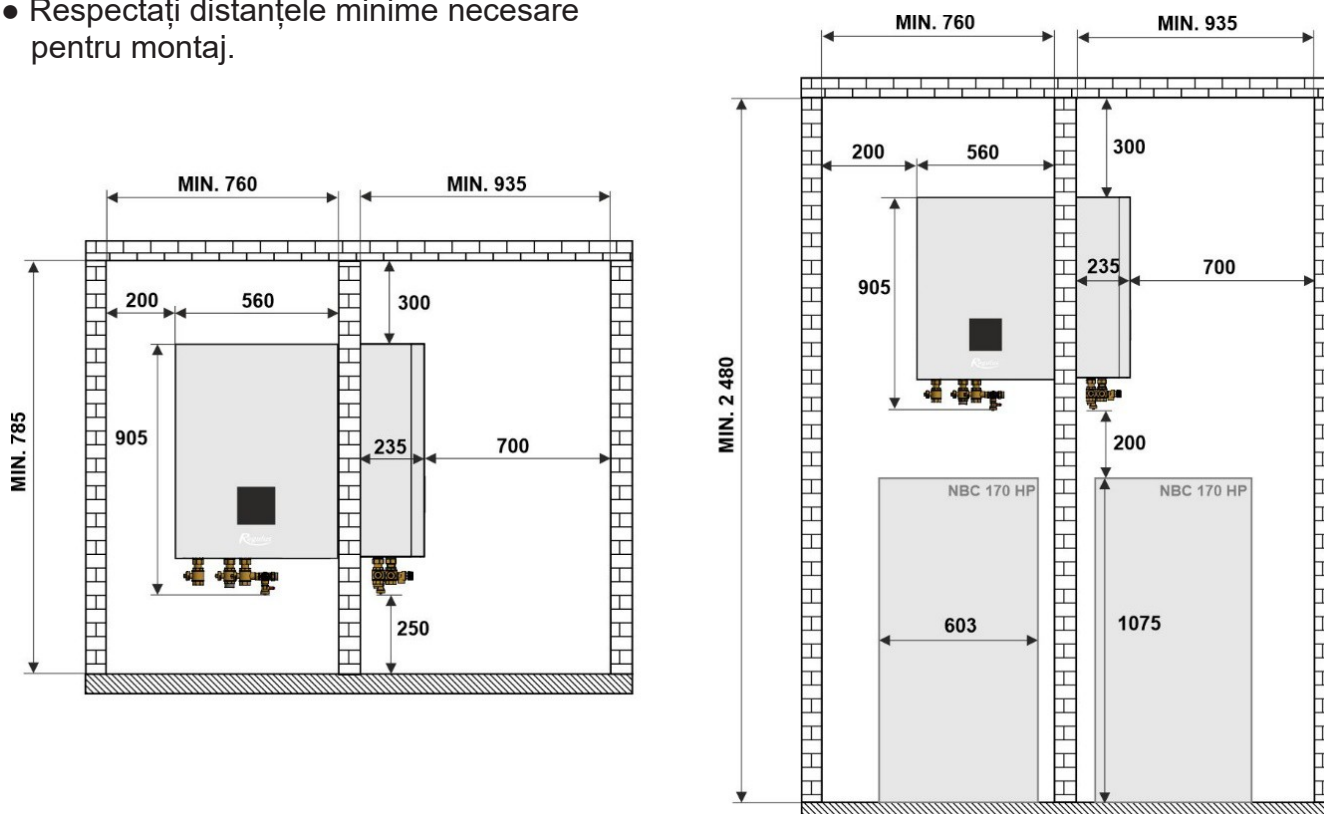 ● Respectați distanțele minime necesare
pentru montaj.
MIN. 760
MIN. 935
200
560
300
MIN. 785
905
235
700
Regulus
250
MIN. 760
MIN. 935
200
560
300
905
235
700
Regulus
MIN. 2 480
200
NBC 170 HP
NBC 170 HP
603
1075